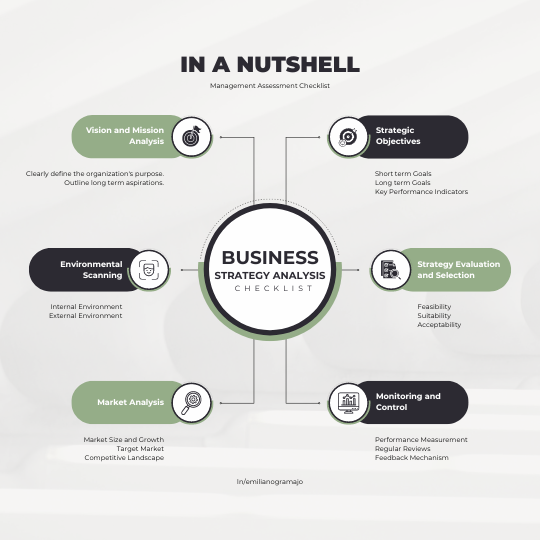 IN A NUTSHELL
Management Assessment Checklist
Vision and Mission
Analysis
Clearly define the organization's purpose.
Outline long term aspirations.
Strategic
Objectives
Short term Goals
Long term Goals
Key Performance Indicators
Environmental
Scanning
Internal Environment
External Environment
BUSINESS
STRATEGY ANALYSIS
CHECKLIST
Strategy Evaluation
and Selection
Feasibility
Suitability
Acceptability
Market Analysis
Market Size and Growth
Target Market
Competitive Landscape
Monitoring and
Control
Performance Measurement
Regular Reviews
Feedback Mechanism
In/emilianogramajo